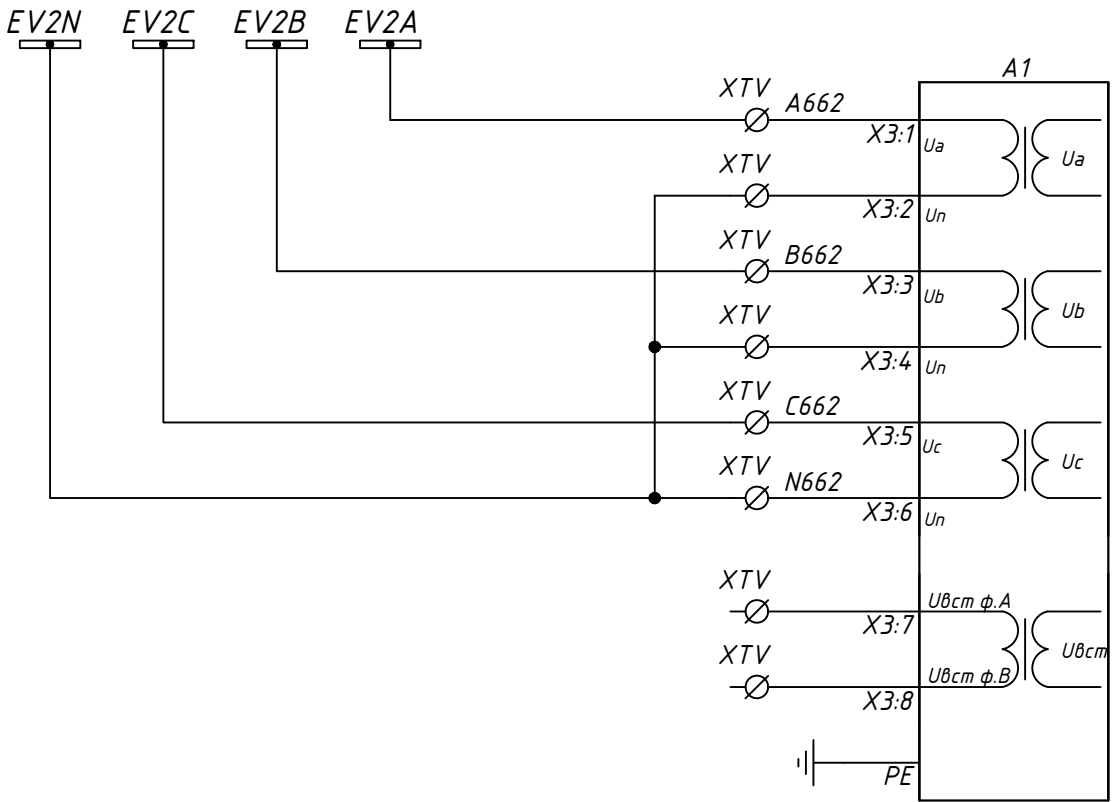 EV2N EV2C EV2B EV2A
A1
XTV A662
X3:1 Ua Ua
XTV
X3:2 Un
XTV B662
X3:3 Ub Ub
XTV
X3:4 Un
XTV C662
X3:5 Uc Uc
XTV N662
X3:6 Un
XTV Uвст ф.А
X3:7 Uвст
XTV Uвст ф.В
X3:8
PE